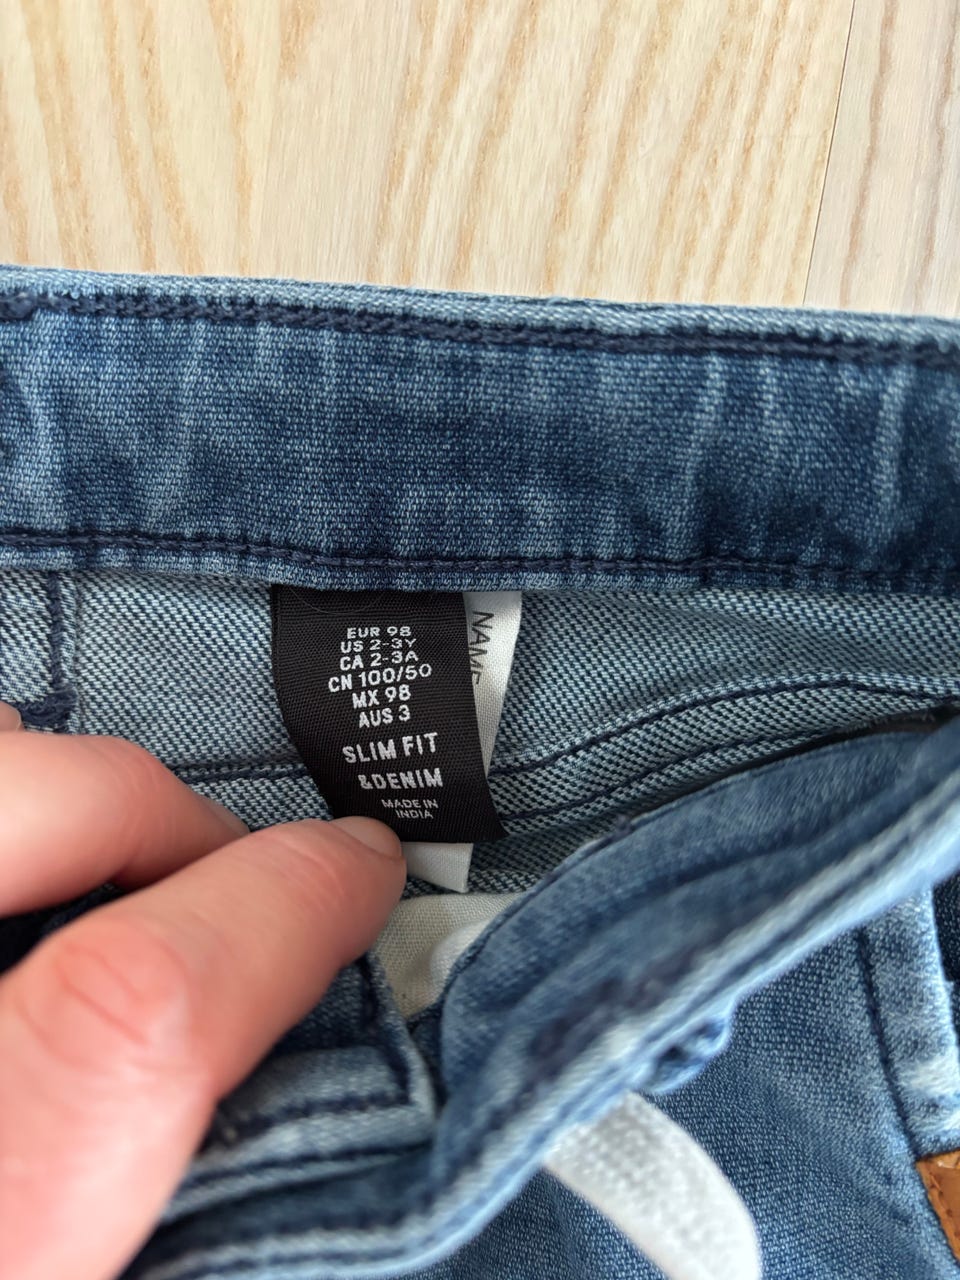 EUR 98
US 2-3Y
CA 2-3A
CN 100/50
MX 98
AUS 3
SLIM FIT
&DENIM
MADE IN
INDIA
NAME